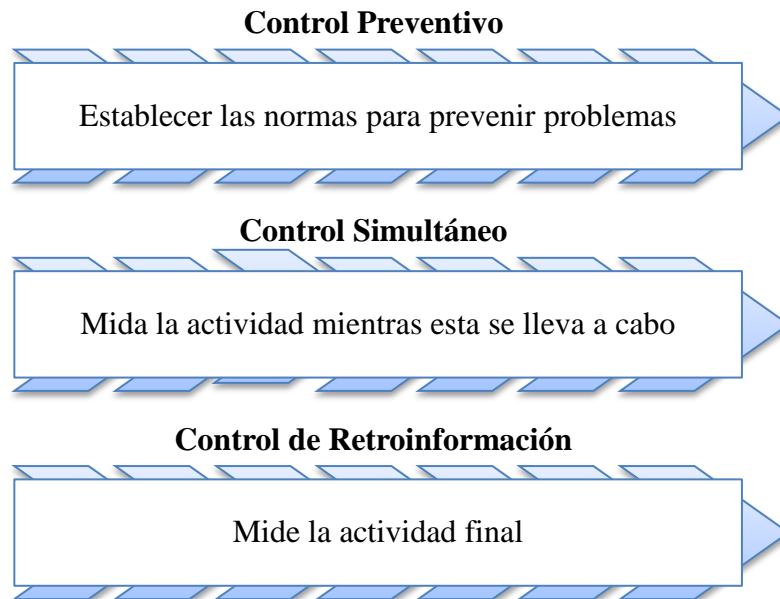 Control Preventivo
Establecer las normas para prevenir problemas
Control Simultáneo
Mida la actividad mientras esta se lleva a cabo
Control de Retroinformación
Mide la actividad final